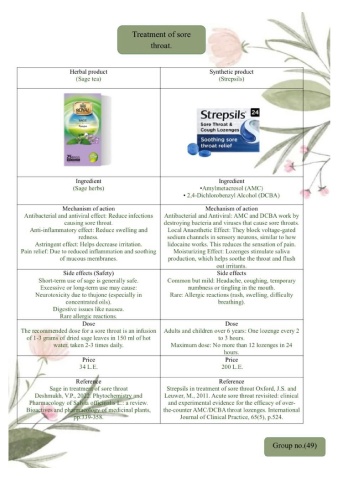 Treatment of sore
throat.
Herbal product
(Sage tea)
Synthetic product
(Strepsils)
ROYAL
Strepsils 24
Sore Throat &
Cough Lozenges
Soothing sore
throat relief
Ingredient
(Sage herbs)
Ingredient
•Amylmetacresol (AMC)
• 2,4-Dichlorobenzyl Alcohol (DCBA)
Mechanism of action
Antibacterial and antiviral effect: Reduce infections
causing sore throat.
Anti-inflammatory effect: Reduce swelling and
redness.
Astringent effect: Helps decrease irritation.
Pain relief: Due to reduced inflammation and soothing
of mucous membranes.
Mechanism of action
Antibacterial and Antiviral: AMC and DCBA work by
destroying bacteria and viruses that cause sore throats.
Local Anaesthetic Effect: They block voltage-gated
sodium channels in sensory neurons, similar to how
lidocaine works. This reduces the sensation of pain.
Moisturizing Effect: Lozenges stimulate saliva
production, which helps soothe the throat and flush
out irritants.
Side effects (Safety)
Short-term use of sage is generally safe.
Excessive or long-term use may cause:
Neurotoxicity due to thujone (especially in
concentrated oils).
Digestive issues like nausea.
Rare allergic reactions.
Side effects
Common but mild: Headache, coughing, temporary
numbness or tingling in the mouth.
Rare: Allergic reactions (rash, swelling, difficulty
breathing).
Dose
The recommended dose for a sore throat is an infusion
of 1-3 grams of dried sage leaves in 150 ml of hot
water, taken 2-3 times daily.
Dose
Adults and children over 6 years: One lozenge every 2
to 3 hours.
Maximum dose: No more than 12 lozenges in 24
hours.
Price
34 L.E.
Price
200 L.E.
Reference
Sage in treatment of sore throat
Deshmukh, V.P., 2022. Phytochemistry and
Pharmacology of Salvia officinalis L.: a review.
Bioactives and pharmacology of medicinal plants,
pp.339-358.
Reference
Strepsils in treatment of sore throat Oxford, J.S. and
Leuwer, M., 2011. Acute sore throat revisited: clinical
and experimental evidence for the efficacy of over-
the-counter AMC/DCBA throat lozenges. International
Journal of Clinical Practice, 65(5), p.524.
Group no.(49)